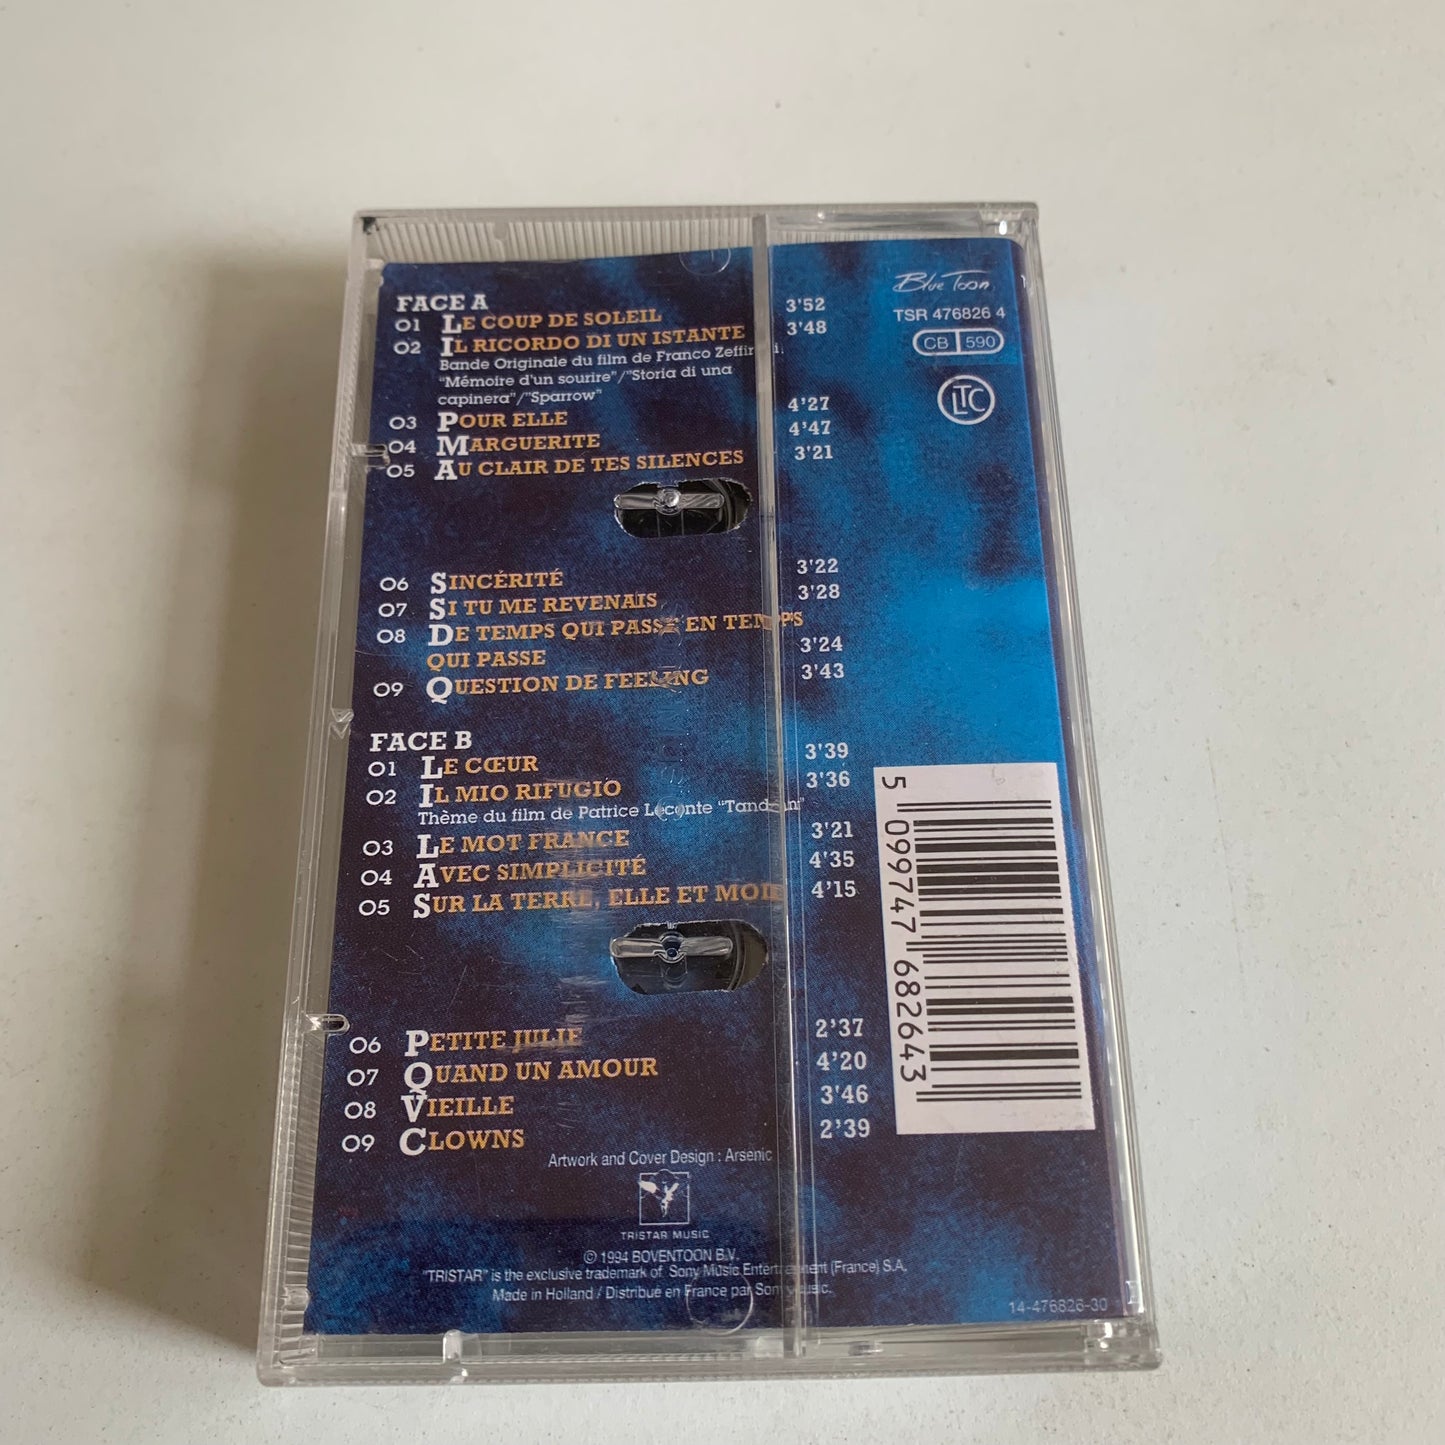 Blue Toon
TSR 476826 4
CB 590
LTC
FACE A
01 LE COUP DE SOLEIL 3'52
02 IL RICORDO DI UN ISTANTE 3'48
Bande Originale du film de Franco
"Mémoire d'un sourire"/"Storia di una
capinera"/"Sparrow"
03 POUR ELLE 4'27
04 MARGUERITE 4'47
05 AU CLAIR DE TES SILENCES 3'21
06 SINCÉRITÉ 3'22
07 SI TU ME REVENAIS 3'28
08 DE TEMPS QUI PASSE EN TEMPS
QUI PASSE 3'24
09 QUESTION DE FEELING 3'43
FACE B
01 LE CŒUR 3'39
02 IL MIO RIFUGIO 3'36
Thème du film de Patrice Leconte "Tandem"
03 LE MOT FRANCE 3'21
04 AVEC SIMPLICITÉ 4'35
05 SUR LA TERRE, ELLE ET MOI 4'15
06 PETITE JULIE 2'37
07 QUAND UN AMOUR 4'20
08 VIEILLE 3'46
09 CLOWNS 2'39
5 099747 682643
Artwork and Cover Design : Arsenic
TRISTAR MUSIC
© 1994 BOVENTOON B.V.
"TRISTAR" is the exclusive trademark of Sony Music Entertainment (France) S.A.
Made in Holland / Distribué en France par Sony Music.
14-476826-30